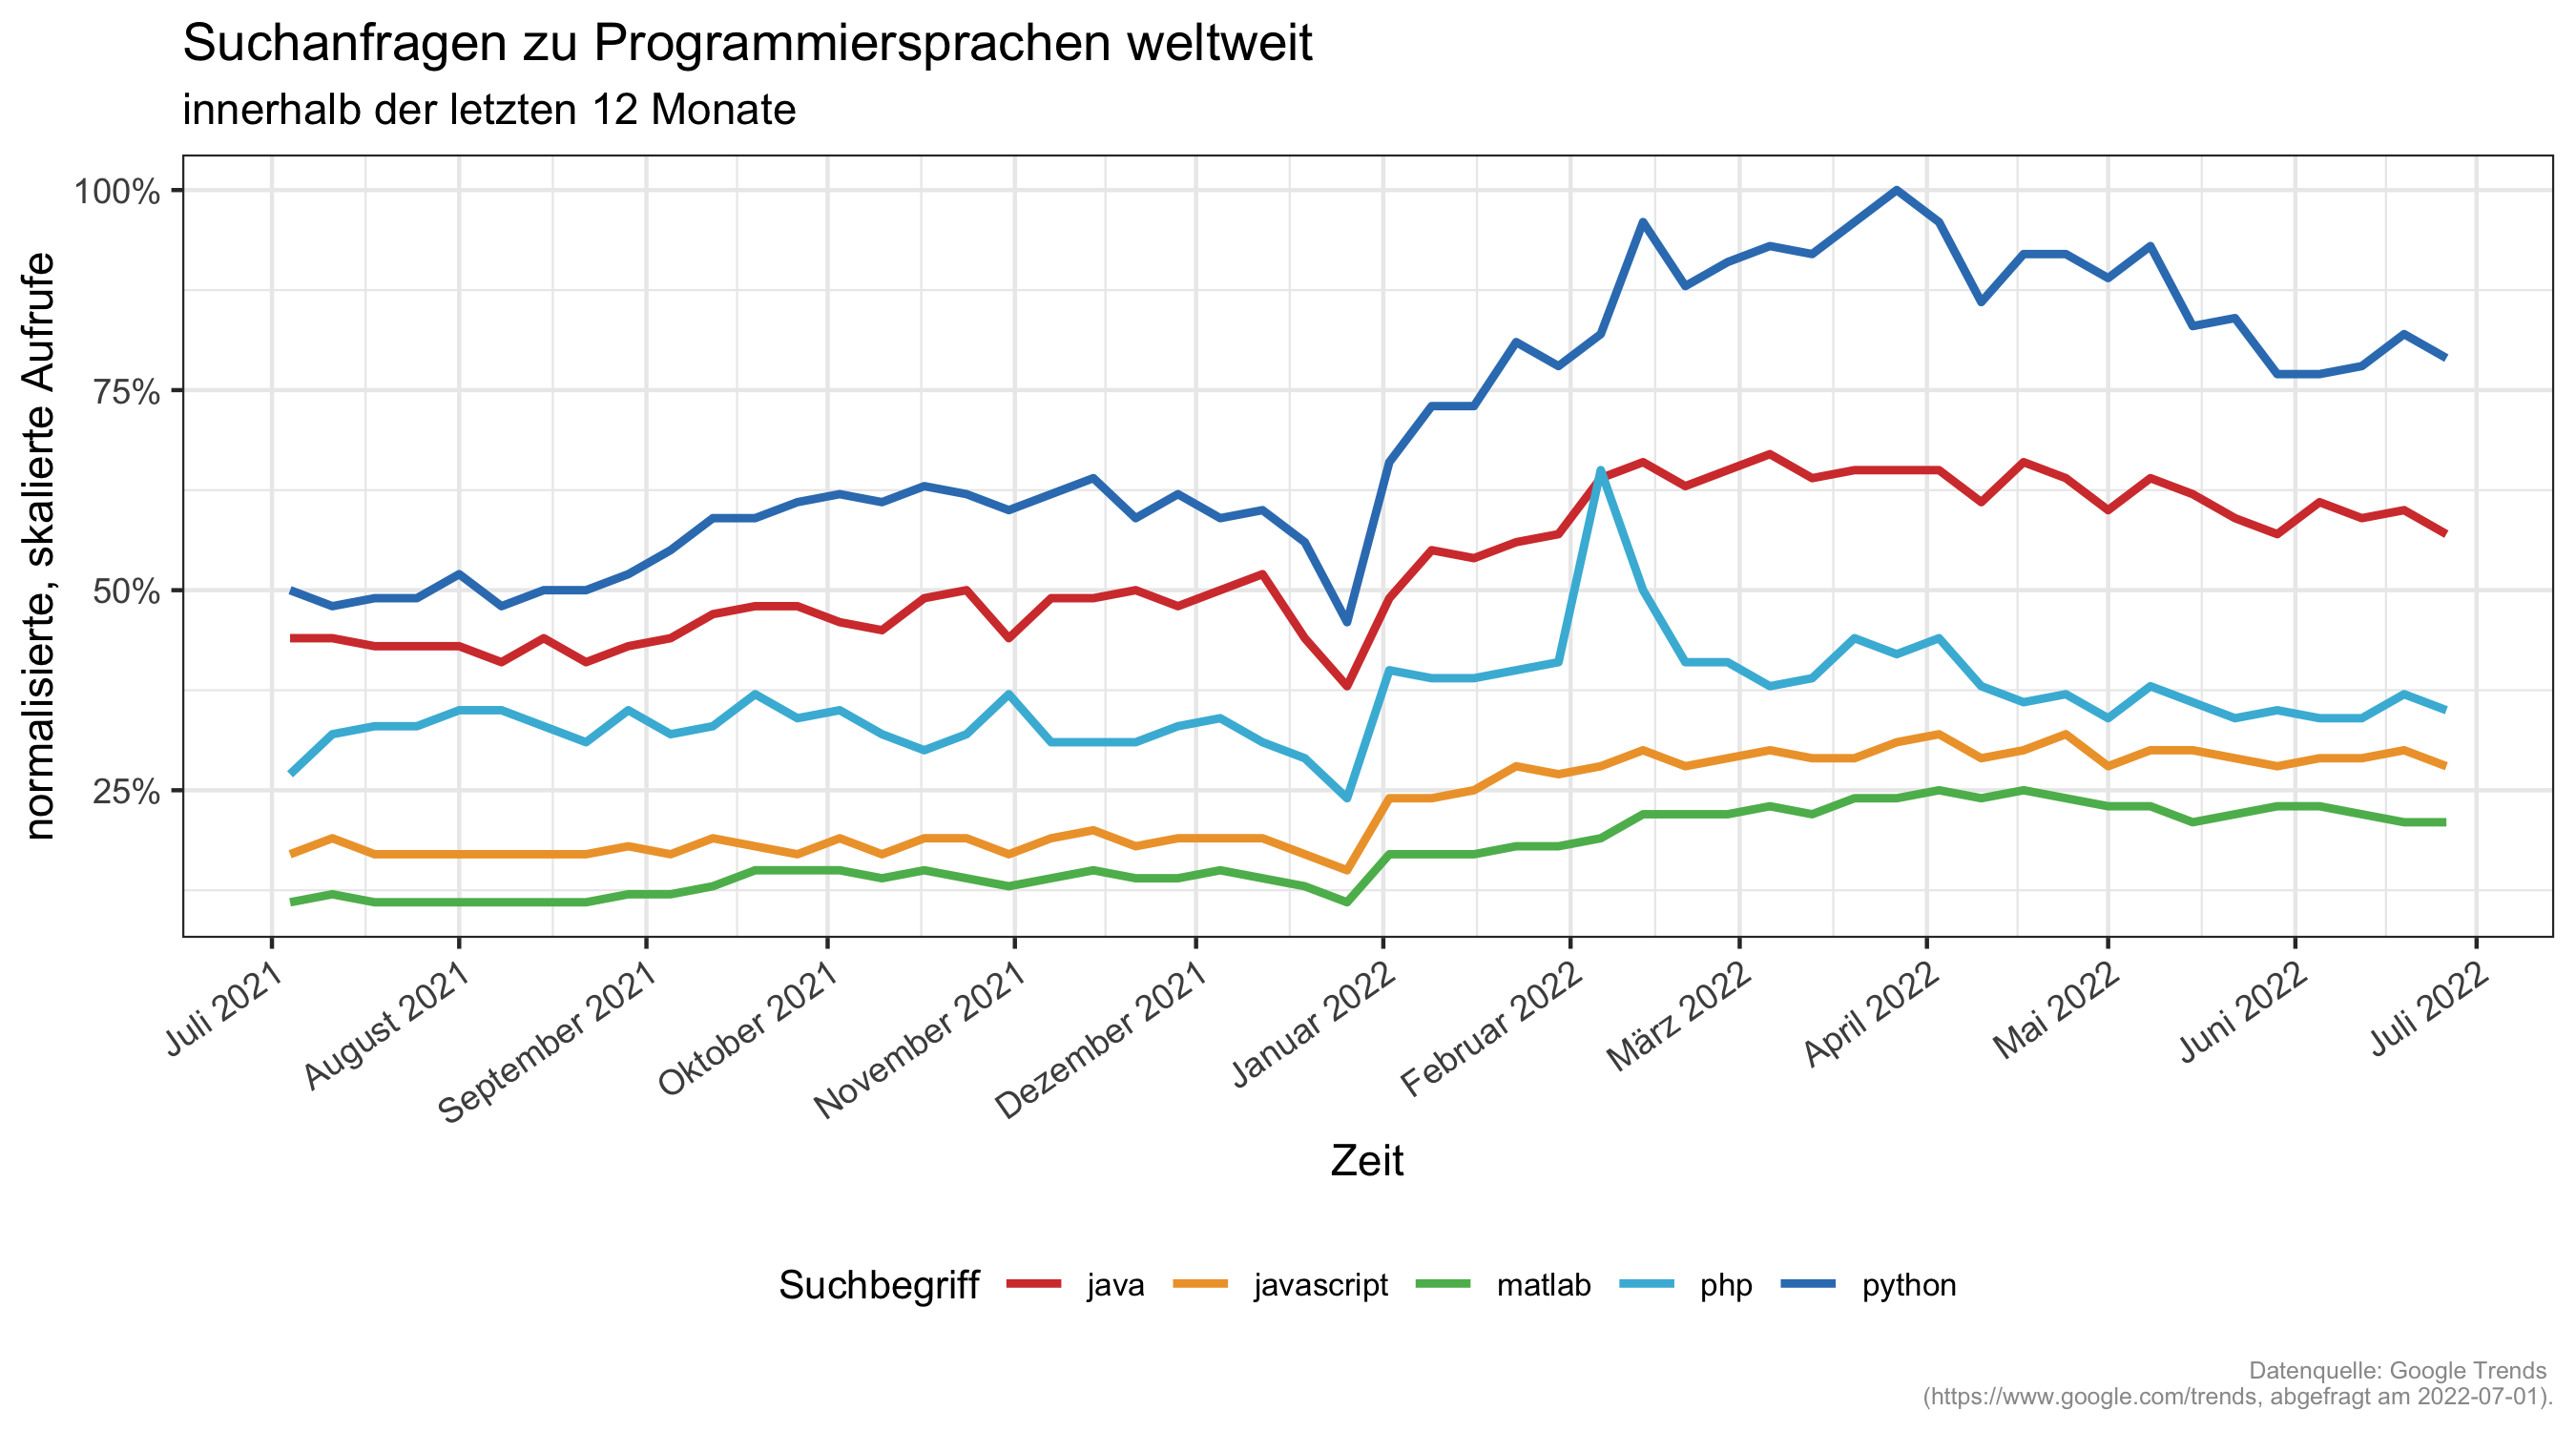 Suchanfragen zu Programmiersprachen weltweit
innerhalb der letzten 12 Monate
normalisierte, skalierte Aufrufe
100%
75%
50%
25%
Juli 2021
August 2021
September 2021
Oktober 2021
November 2021
Dezember 2021
Januar 2022
Februar 2022
März 2022
April 2022
Mai 2022
Juni 2022
Juli 2022
Zeit
Suchbegriff java javascript matlab php python
Datenquelle: Google Trends
(https://www.google.com/trends, abgefragt am 2022-07-01).